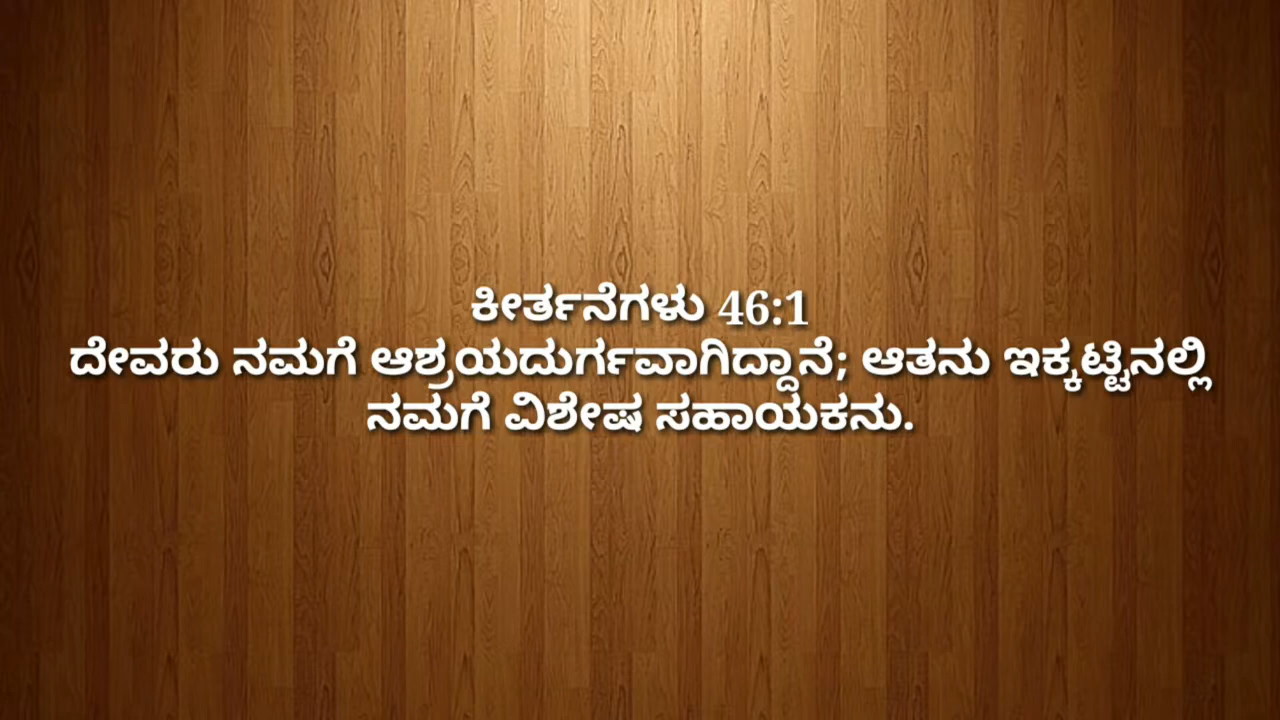 ಕೀರ್ತನೆಗಳು 46:1
ದೇವರು ನಮಗೆ ಆಶ್ರಯದುರ್ಗವಾಗಿದ್ದಾನೆ; ಆತನು ಇಕ್ಕಟ್ಟಿನಲ್ಲಿ
ನಮಗೆ ವಿಶೇಷ ಸಹಾಯಕನು.